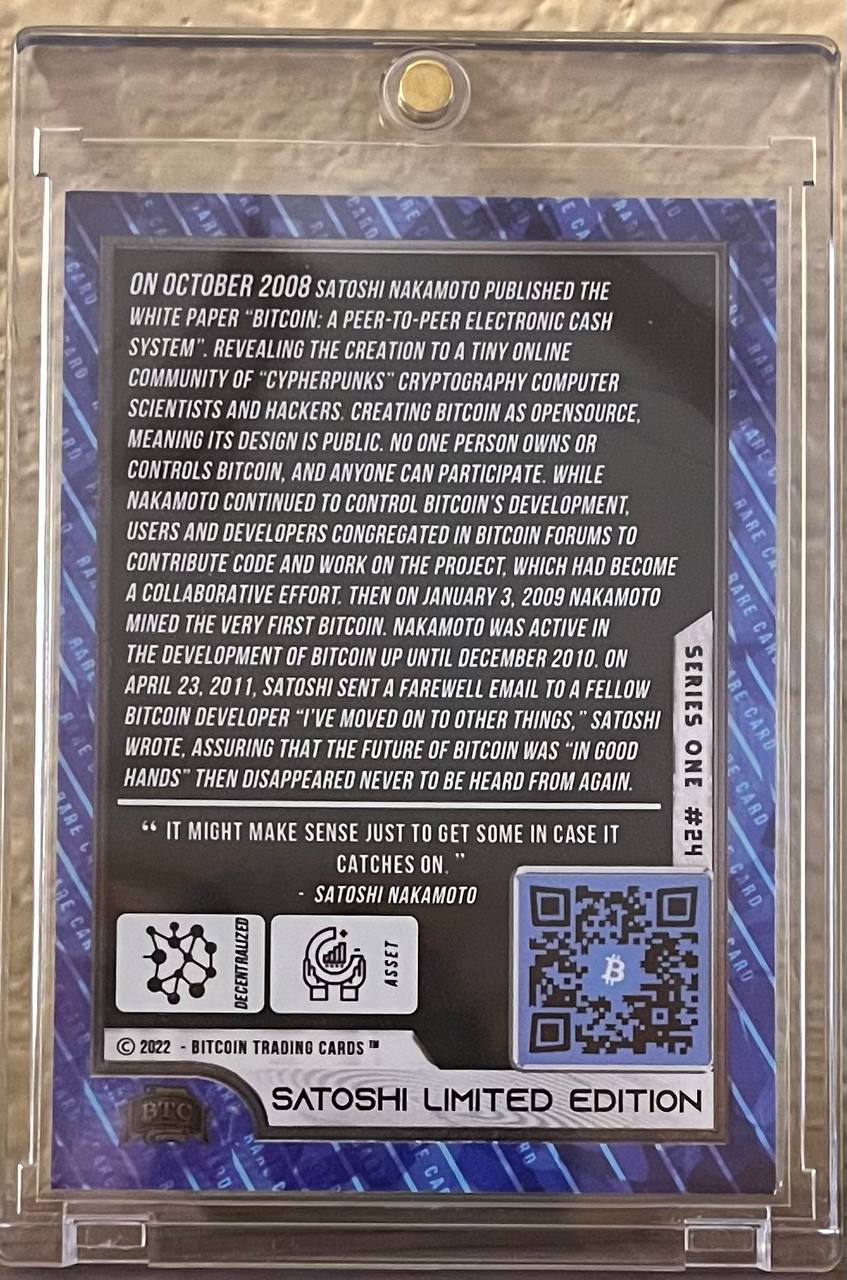 ON OCTOBER 2008 SATOSHI NAKAMOTO PUBLISHED THE
WHITE PAPER "BITCOIN: A PEER-TO-PEER ELECTRONIC CASH
SYSTEM". REVEALING THE CREATION TO A TINY ONLINE
COMMUNITY OF "CYPHERPUNKS" CRYPTOGRAPHY COMPUTER
SCIENTISTS AND HACKERS. CREATING BITCOIN AS OPENSOURCE,
MEANING ITS DESIGN IS PUBLIC. NO ONE PERSON OWNS OR
CONTROLS BITCOIN, AND ANYONE CAN PARTICIPATE. WHILE
NAKAMOTO CONTINUED TO CONTROL BITCOIN'S DEVELOPMENT,
USERS AND DEVELOPERS CONGREGATED IN BITCOIN FORUMS TO
CONTRIBUTE CODE AND WORK ON THE PROJECT, WHICH HAD BECOME
A COLLABORATIVE EFFORT. THEN ON JANUARY 3, 2009 NAKAMOTO
MINED THE VERY FIRST BITCOIN. NAKAMOTO WAS ACTIVE IN
THE DEVELOPMENT OF BITCOIN UP UNTIL DECEMBER 2010. ON
APRIL 23, 2011, SATOSHI SENT A FAREWELL EMAIL TO A FELLOW
BITCOIN DEVELOPER "I'VE MOVED ON TO OTHER THINGS," SATOSHI
WROTE, ASSURING THAT THE FUTURE OF BITCOIN WAS "IN GOOD
HANDS" THEN DISAPPEARED NEVER TO BE HEARD FROM AGAIN.
SERIES ONE #24
" IT MIGHT MAKE SENSE JUST TO GET SOME IN CASE IT
CATCHES ON. "
- SATOSHI NAKAMOTO
DECENTRALIZED
ASSET
© 2022 - BITCOIN TRADING CARDS ™
BTC
SATOSHI LIMITED EDITION
RARE CARD